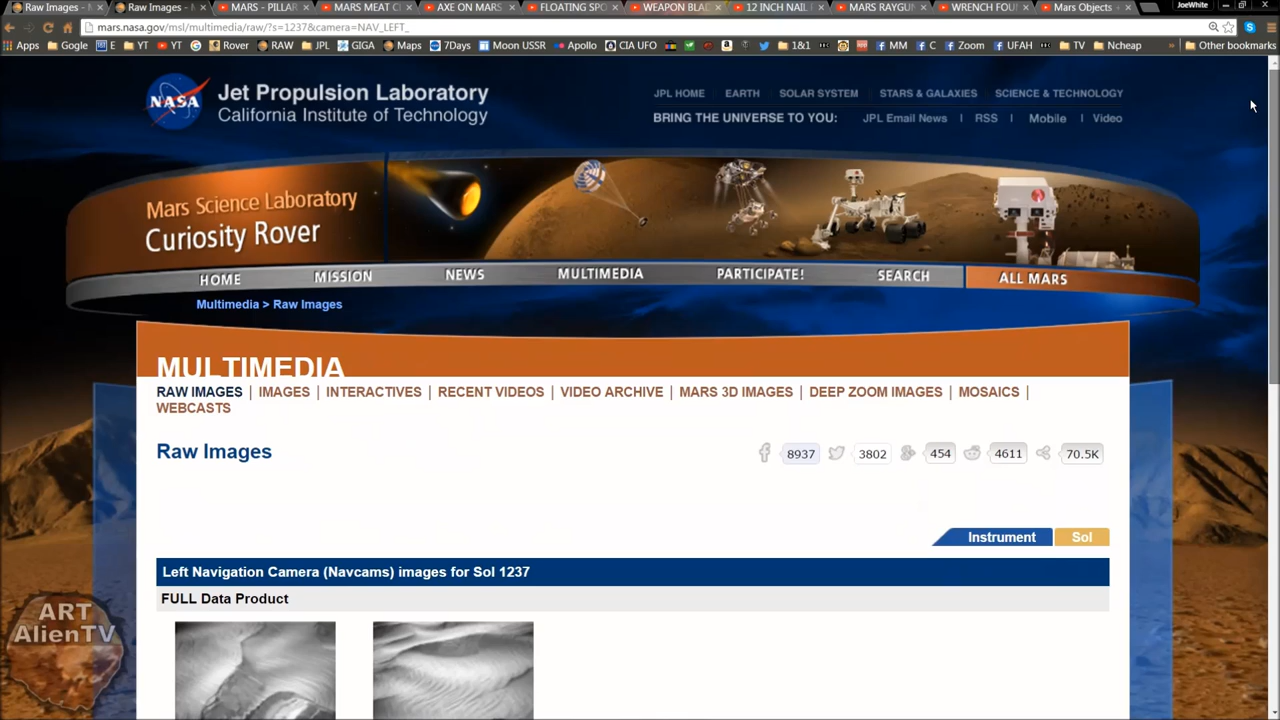 Raw Images - Raw Images - MARS - PILLAR MARS MEAT C AXE ON MARS FLOATING SPO WEAPON BLA 12 INCH NAIL MARS RAYGU WRENCH FOU Mars Objects JoeWhite
mars.nasa.gov/msl/multimedia/raw/?s=1237&camera=NAV_LEFT_
Apps Gogle E YT Rover RAW JPL GIGA Maps 7Days Moon USSR Apollo CIA UFO 1&1 MM C Zoom UFAH TV Ncheap Other bookmarks
NASA Jet Propulsion Laboratory
California Institute of Technology
JPL HOME EARTH SOLAR SYSTEM STARS & GALAXIES SCIENCE & TECHNOLOGY
BRING THE UNIVERSE TO YOU: JPL Email News | RSS | Mobile | Video
Mars Science Laboratory
Curiosity Rover
HOME MISSION NEWS MULTIMEDIA PARTICIPATE! SEARCH ALL MARS
Multimedia > Raw Images
MULTIMEDIA
RAW IMAGES | IMAGES | INTERACTIVES | RECENT VIDEOS | VIDEO ARCHIVE | MARS 3D IMAGES | DEEP ZOOM IMAGES | MOSAICS |
WEBCASTS
Raw Images
8937 3802 454 4611 70.5K
Instrument Sol
Left Navigation Camera (Navcams) images for Sol 1237
FULL Data Product
ART
AlienTV